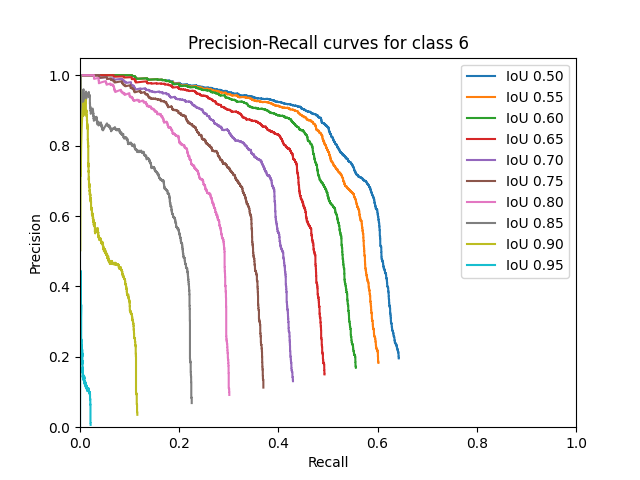 Precision-Recall curves for class 6
1.0
0.8
0.6
0.4
0.2
0.0
Precision
0.0 0.2 0.4 0.6 0.8 1.0
Recall
IoU 0.50
IoU 0.55
IoU 0.60
IoU 0.65
IoU 0.70
IoU 0.75
IoU 0.80
IoU 0.85
IoU 0.90
IoU 0.95